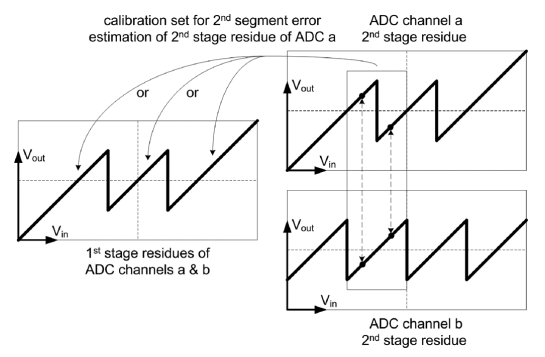 calibration set for 2nd segment error
estimation of 2nd stage residue of ADC a
or
or
Vout
Vin
1st stage residues of
ADC channels a & b
ADC channel a
2nd stage residue
Vout
Vin
Vout
Vin
ADC channel b
2nd stage residue